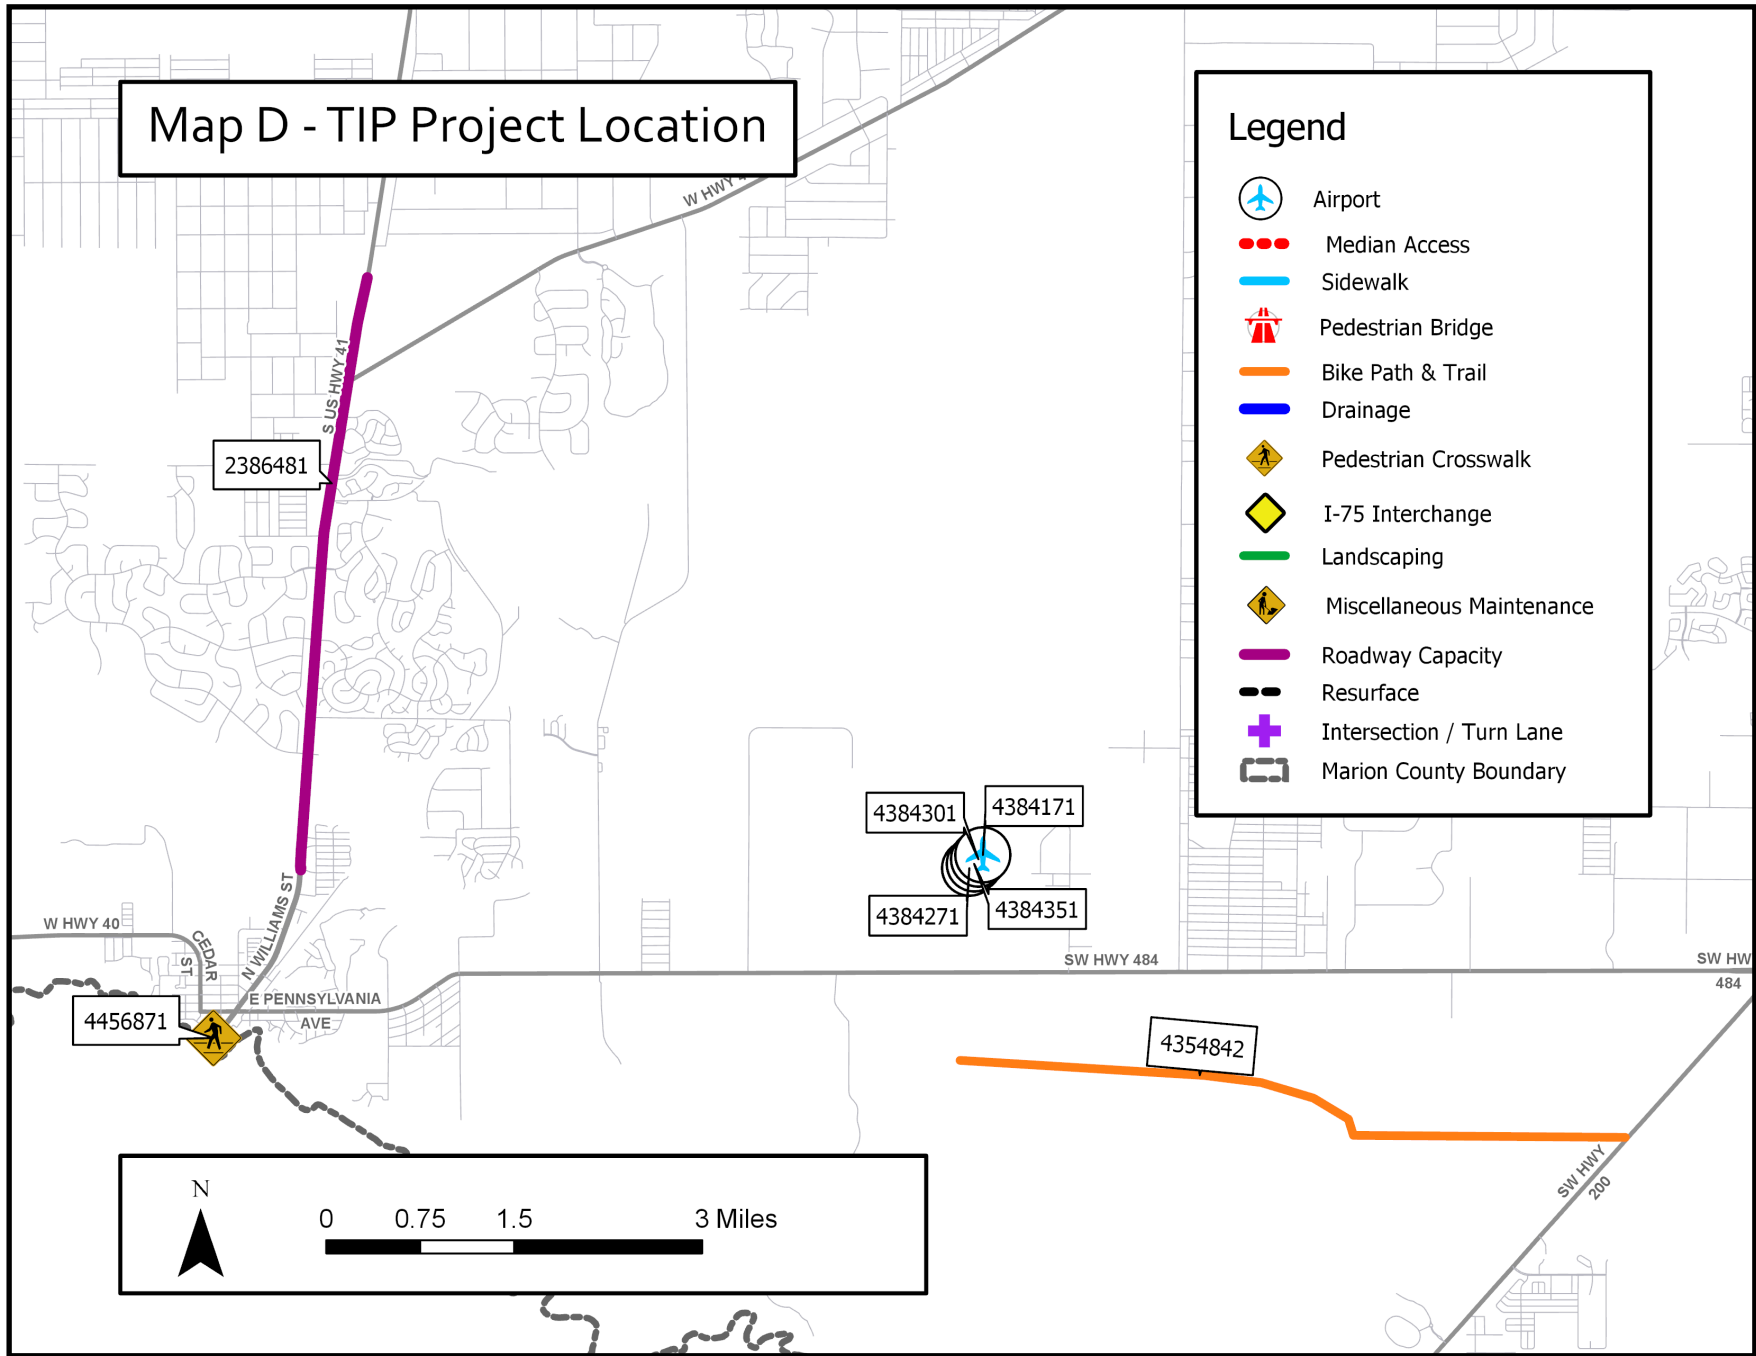 Map D - TIP Project Location
W HWY
Legend
Airport
Median Access
Sidewalk
Pedestrian Bridge
Bike Path & Trail
Drainage
Pedestrian Crosswalk
I-75 Interchange
Landscaping
Miscellaneous Maintenance
Roadway Capacity
Resurface
Intersection / Turn Lane
Marion County Boundary
S US HWY 41
2386481
4384301
4384171
4384271
4384351
W HWY 40
CEDAR
ST
N WILLIAMS ST
SW HWY 484
SW HW
484
E PENNSYLVANIA
AVE
4456871
4354842
SW HWY
200
N
0 0.75 1.5 3 Miles